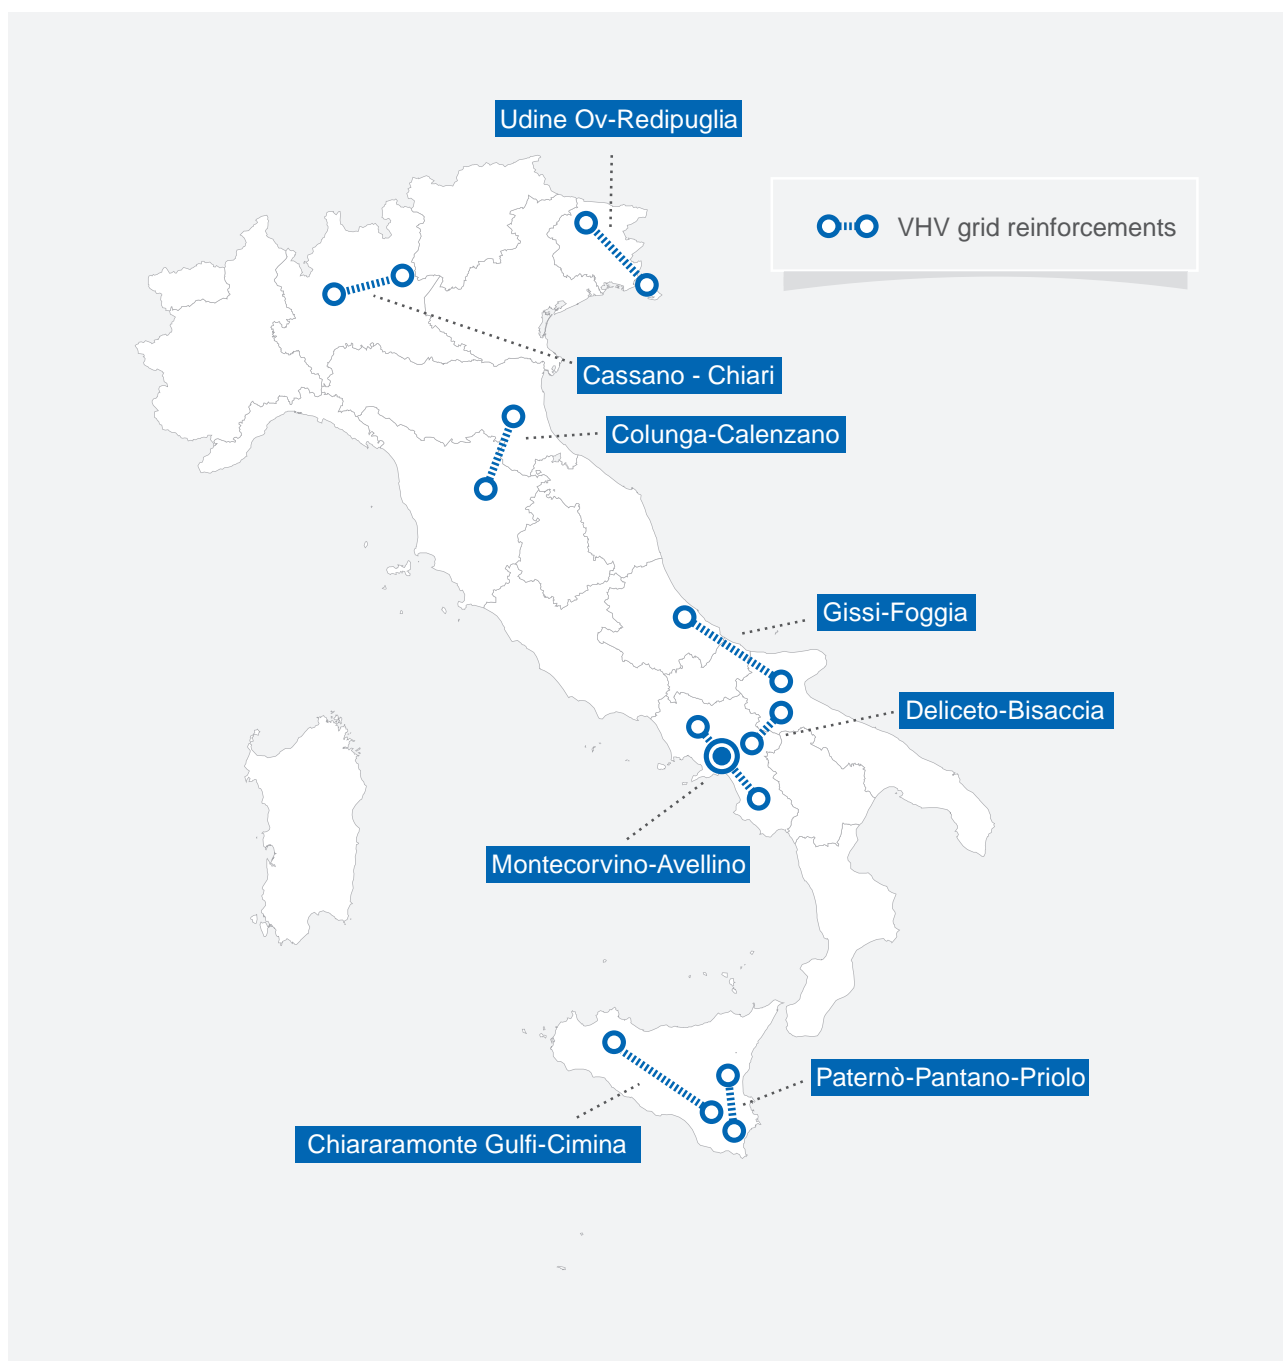 Udine Ov-Redipuglia
VHV grid reinforcements
Cassano - Chiari
Colunga-Calenzano
Gissi-Foggia
Deliceto-Bisaccia
Montecorvino-Avellino
Paternò-Pantano-Priolo
Chiararamonte Gulfi-Cimina